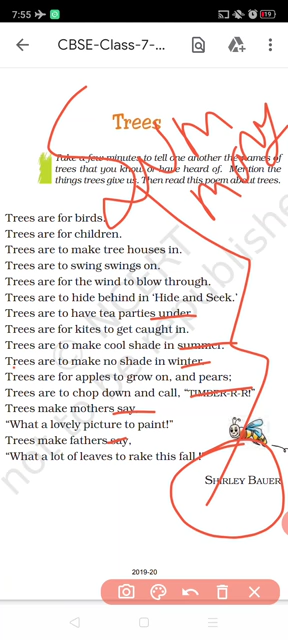 7:55
19
CBSE-Class-7-...
Trees
Summary
Take a few minutes to tell one another the names of
trees that you know or have heard of. Mention the
things trees give us. Then read this poem about trees.
Trees are for birds.
Trees are for children.
Trees are to make tree houses in.
Trees are to swing swings on.
Trees are for the wind to blow through.
Trees are to hide behind in ‘Hide and Seek.’
Trees are to have tea parties under.
Trees are for kites to get caught in.
Trees are to make cool shade in summer.
Trees are to make no shade in winter.
Trees are for apples to grow on, and pears;
Trees are to chop down and call, “TIMBER-R-R!”
Trees make mothers say,
“What a lovely picture to paint!”
Trees make fathers say,
“What a lot of leaves to rake this fall!”
SHIRLEY BAUER
© NCERT
not to be republished
2019-20